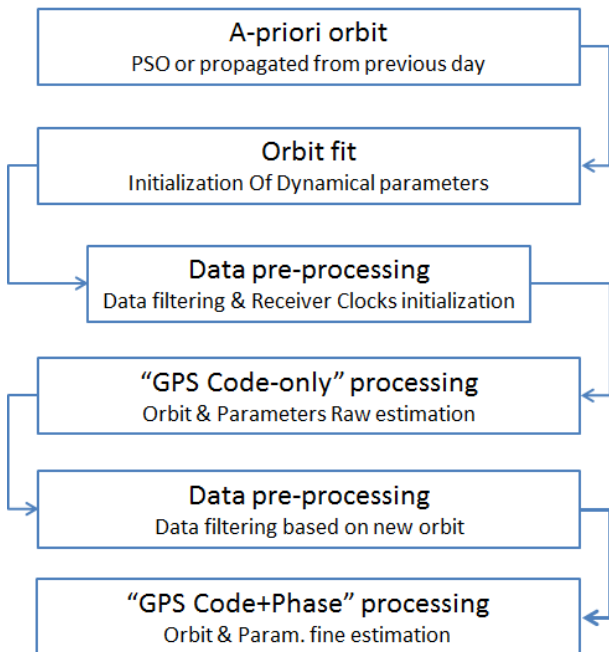 A-priori orbit
PSO or propagated from previous day
Orbit fit
Initialization Of Dynamical parameters
Data pre-processing
Data filtering & Receiver Clocks initialization
“GPS Code-only” processing
Orbit & Parameters Raw estimation
Data pre-processing
Data filtering based on new orbit
“GPS Code+Phase” processing
Orbit & Param. fine estimation